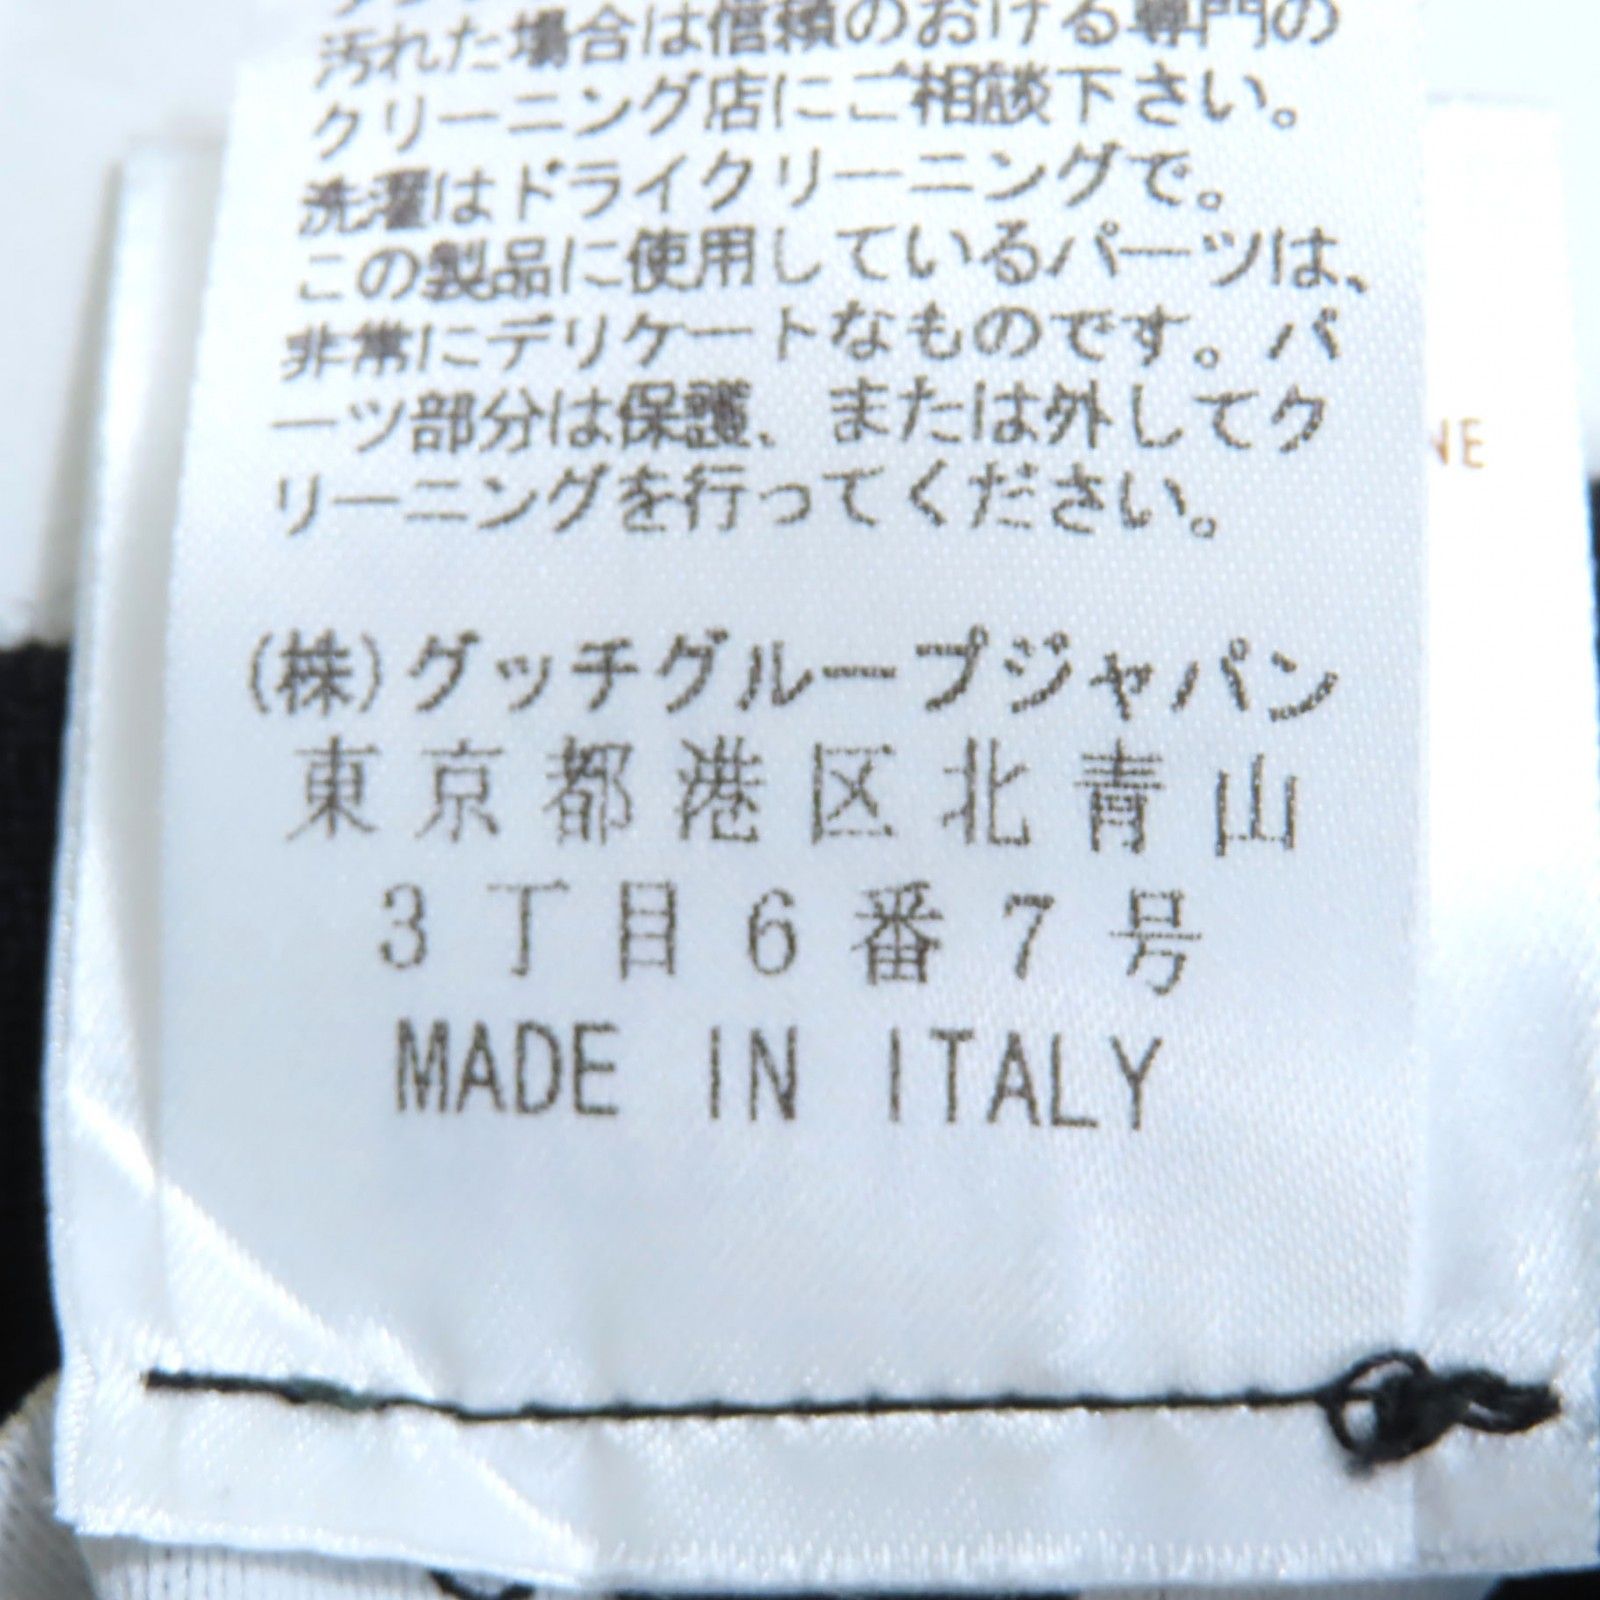 汚れた場合は信頼のおける専門の
クリーニング店にご相談下さい。
洗濯はドライクリーニングで。
この製品に使用しているパーツは、
非常にデリケートなものです。パ
ーツ部分は保護、または外してク
リーニングを行ってください。
(株)グッチグループジャパン
東京都港区北青山
3丁目6番7号
MADE IN ITALY
NE